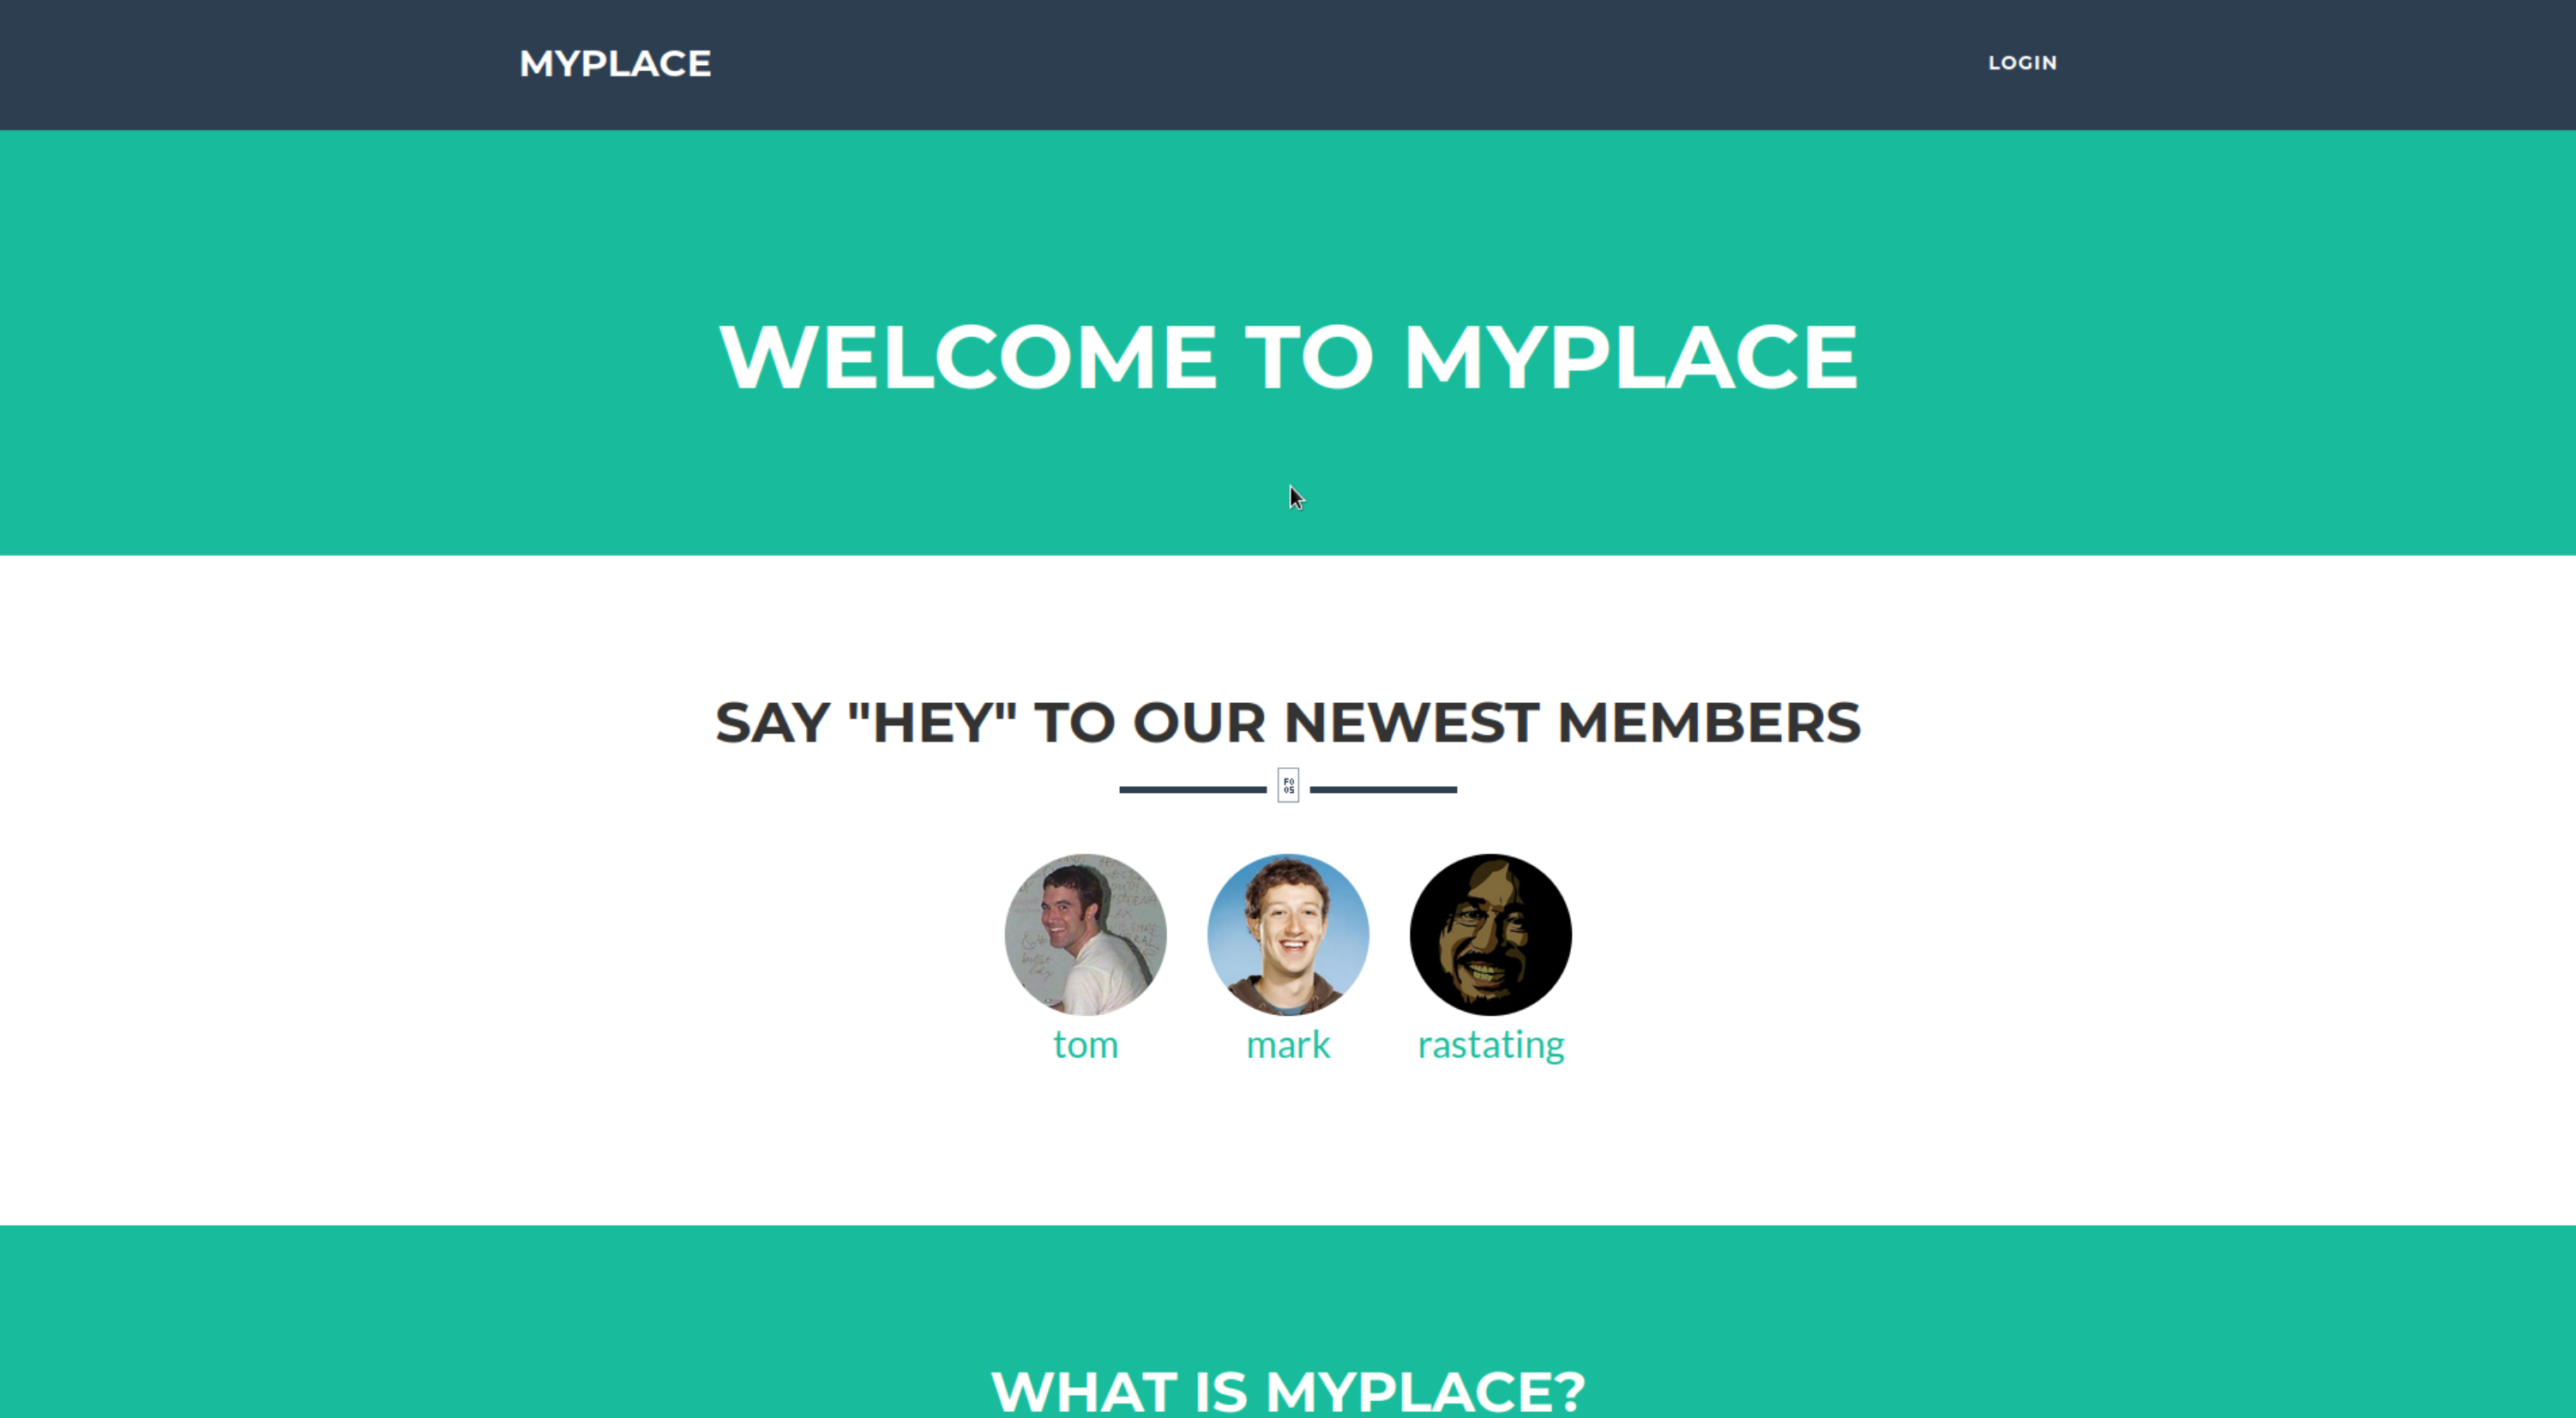 MYPLACE
LOGIN
WELCOME TO MYPLACE
SAY "HEY" TO OUR NEWEST MEMBERS
F0
05
tom
mark
rastating
WHAT IS MYPLACE?